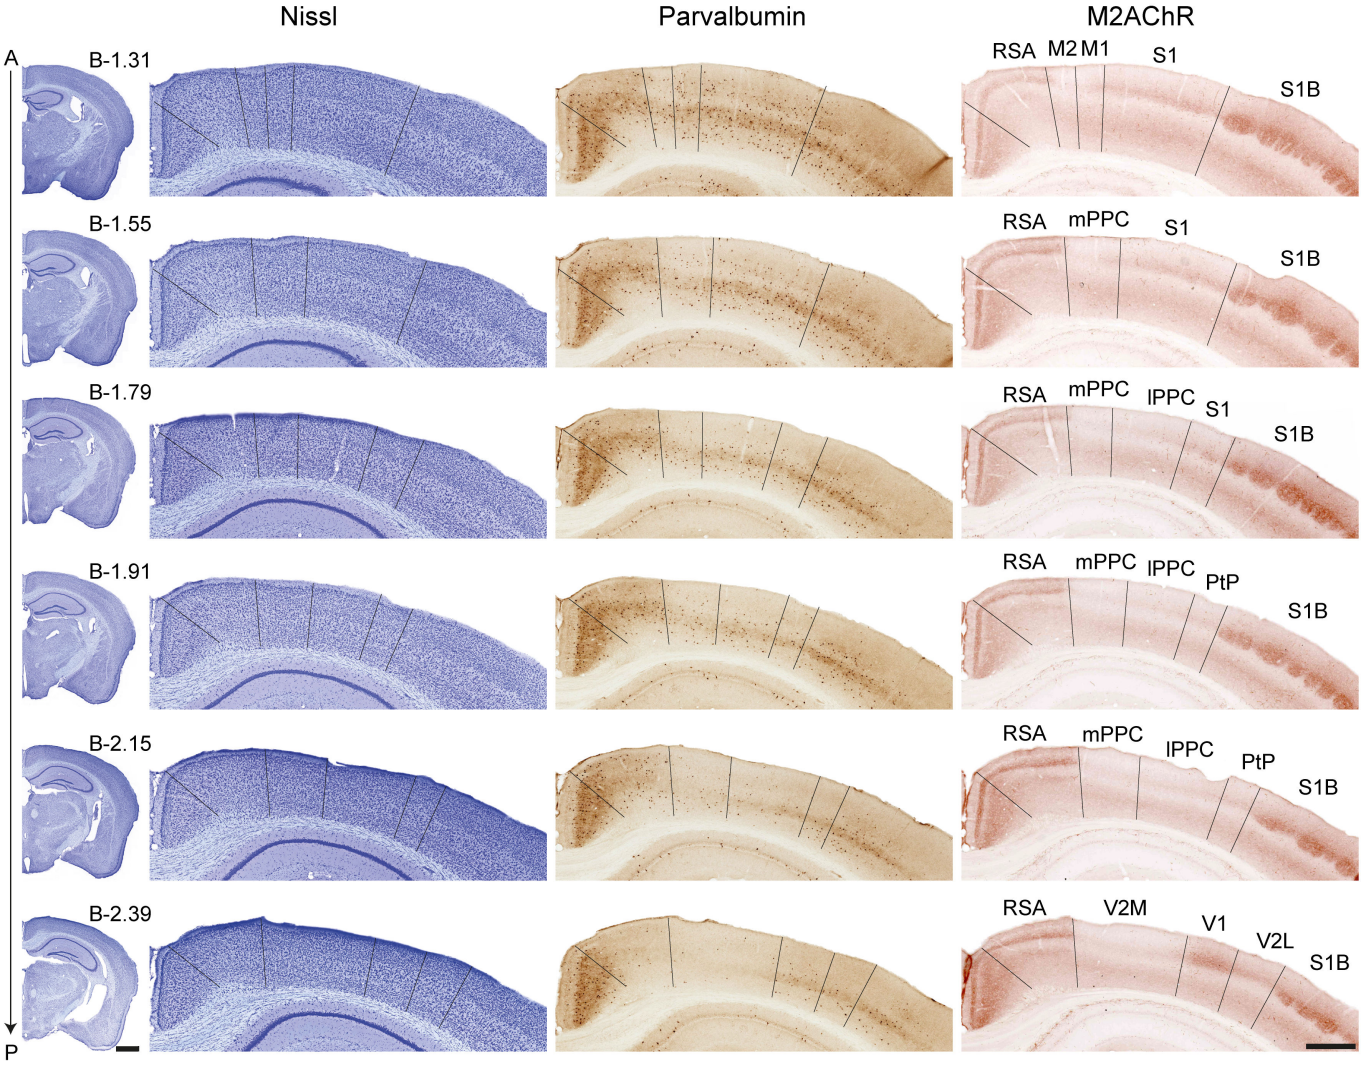 Nissl Parvalbumin M2AChR
A
B-1.31
RSA M2 M1 S1 S1B
B-1.55
RSA mPPC S1 S1B
B-1.79
RSA mPPC lPPC S1 S1B
B-1.91
RSA mPPC lPPC PtP S1B
B-2.15
RSA mPPC lPPC PtP S1B
B-2.39
RSA V2M V1 V2L S1B
P